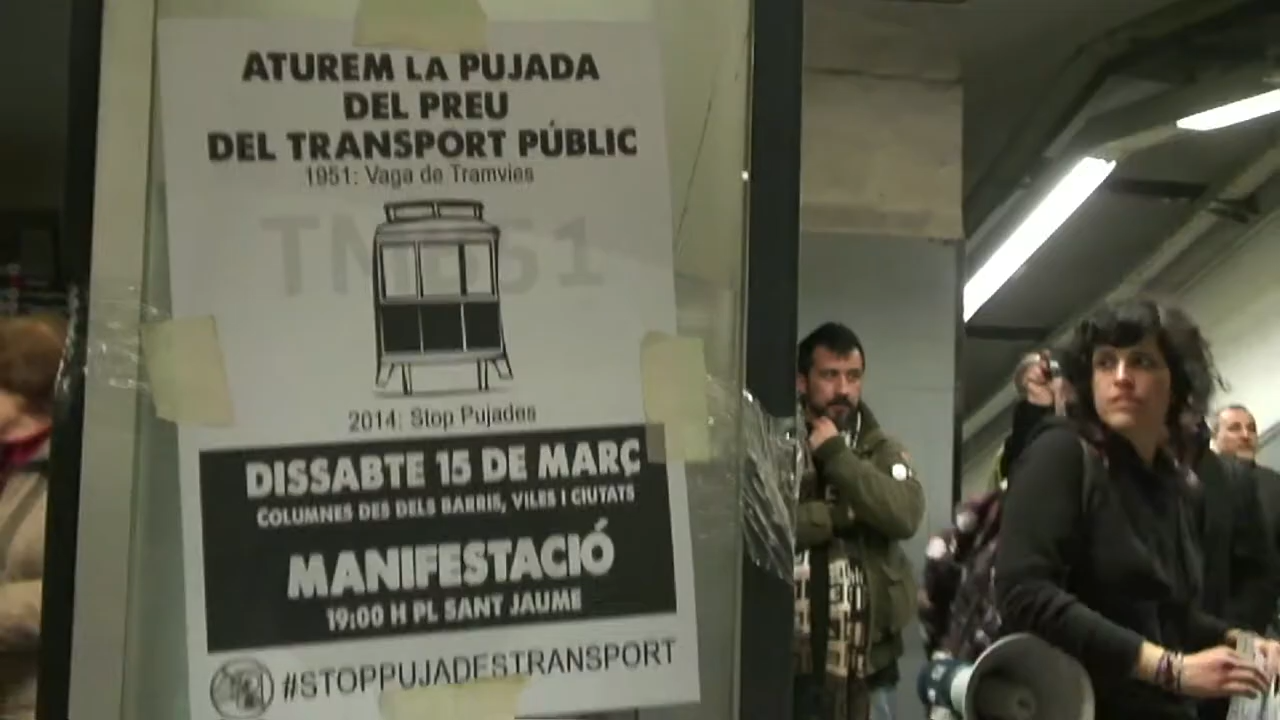 ATUREM LA PUJADA
DEL PREU
DEL TRANSPORT PÚBLIC
1951: Vaga de Tramvies
2014: Stop Pujades
DISSABTE 15 DE MARÇ
COLUMNES DES DELS BARRIS, VILES I CIUTATS
MANIFESTACIÓ
19:00 H PL SANT JAUME
#STOPPUJADESTRANSPORT